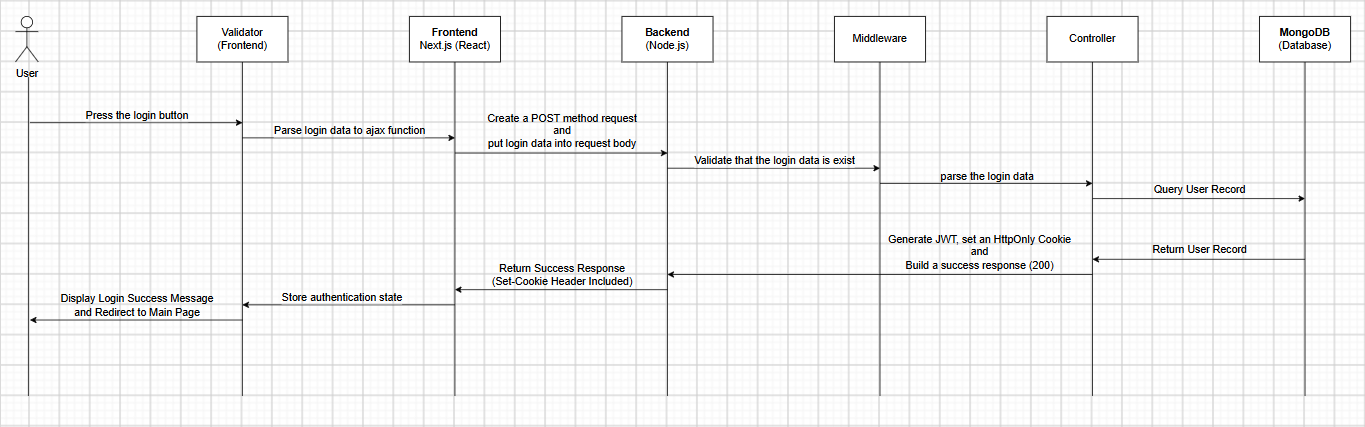 User
Validator
(Frontend)
Frontend
Next.js (React)
Backend
(Node.js)
Middleware
Controller
MongoDB
(Database)
Press the login button
Parse login data to ajax function
Create a POST method request
and
put login data into request body
Validate that the login data is exist
parse the login data
Query User Record
Return User Record
Generate JWT, set an HttpOnly Cookie
and
Build a success response (200)
Return Success Response
(Set-Cookie Header Included)
Store authentication state
Display Login Success Message
and Redirect to Main Page